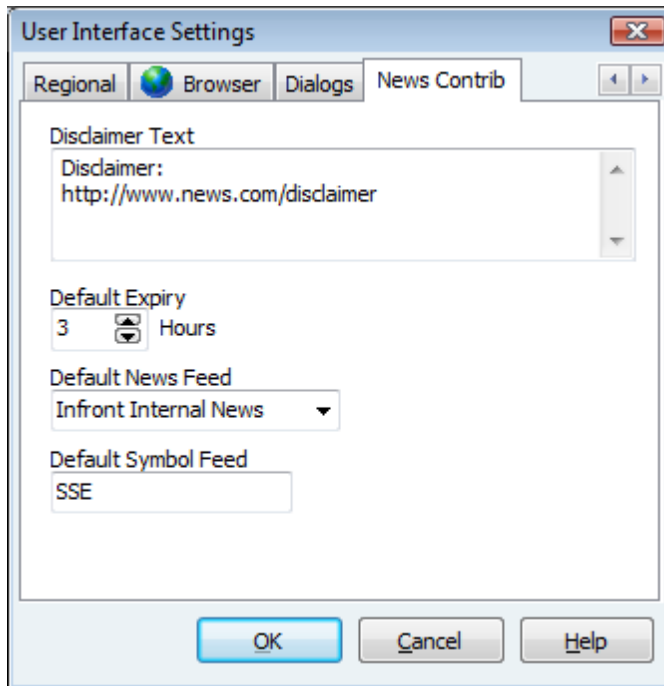 User Interface Settings
Regional Browser Dialogs News Contrib
Disclaimer Text
Disclaimer:
http://www.news.com/disclaimer
Default Expiry
3 Hours
Default News Feed
Infront Internal News
Default Symbol Feed
SSE
OK Cancel Help